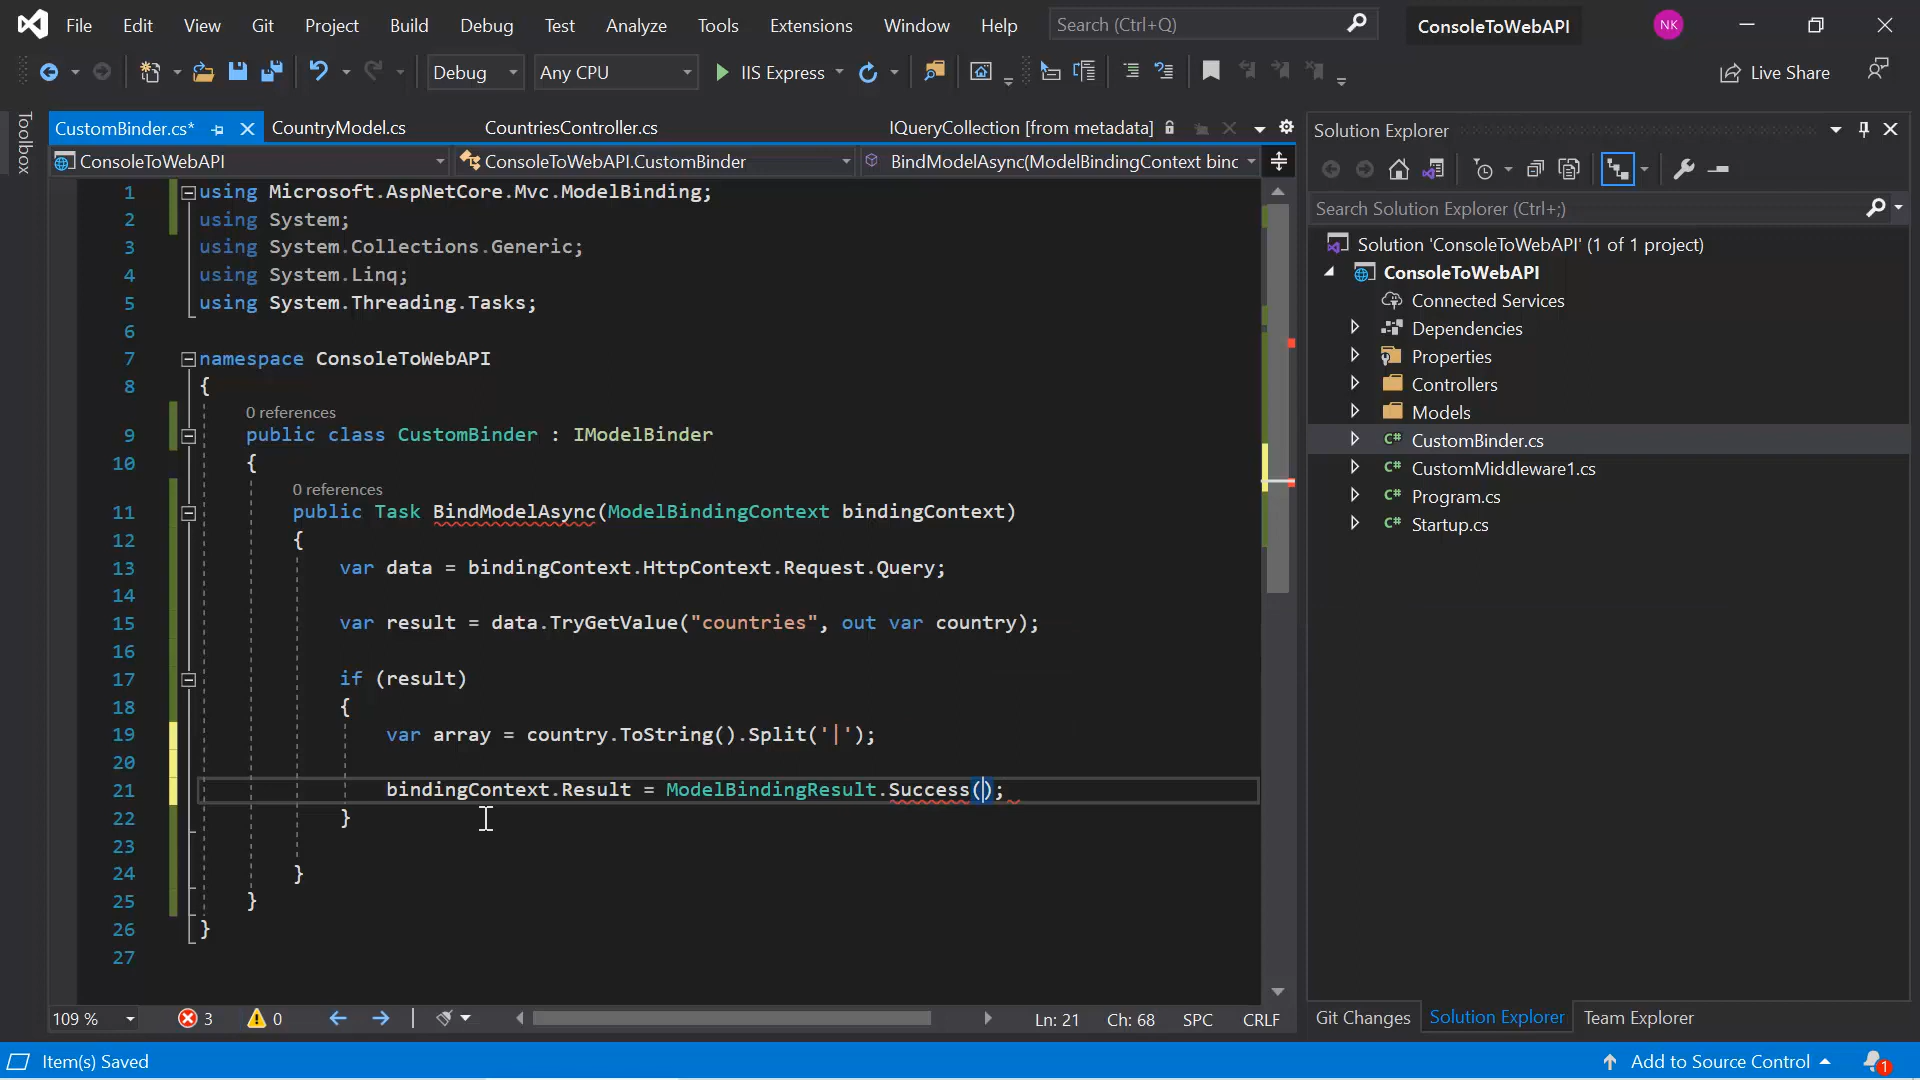 File Edit View Git Project Build Debug Test Analyze Tools Extensions Window Help Search (Ctrl+Q) ConsoleToWebAPI NK
Debug Any CPU IIS Express Live Share
Toolbox
CustomBinder.cs* CountryModel.cs CountriesController.cs IQueryCollection [from metadata]
ConsoleToWebAPI ConsoleToWebAPI.CustomBinder BindModelAsync(ModelBindingContext binc
1 using Microsoft.AspNetCore.Mvc.ModelBinding;
2 using System;
3 using System.Collections.Generic;
4 using System.Linq;
5 using System.Threading.Tasks;
6
7 namespace ConsoleToWebAPI
8 {
0 references
9 public class CustomBinder : IModelBinder
10 {
0 references
11 public Task BindModelAsync(ModelBindingContext bindingContext)
12 {
13 var data = bindingContext.HttpContext.Request.Query;
14
15 var result = data.TryGetValue("countries", out var country);
16
17 if (result)
18 {
19 var array = country.ToString().Split('|');
20
21 bindingContext.Result = ModelBindingResult.Success();
22 }
23
24 }
25 }
26 }
27
109 % 3 0 Ln: 21 Ch: 68 SPC CRLF
Solution Explorer
Search Solution Explorer (Ctrl+;)
Solution 'ConsoleToWebAPI' (1 of 1 project)
ConsoleToWebAPI
Connected Services
Dependencies
Properties
Controllers
Models
C# CustomBinder.cs
C# CustomMiddleware1.cs
C# Program.cs
C# Startup.cs
Git Changes Solution Explorer Team Explorer
Item(s) Saved Add to Source Control 1